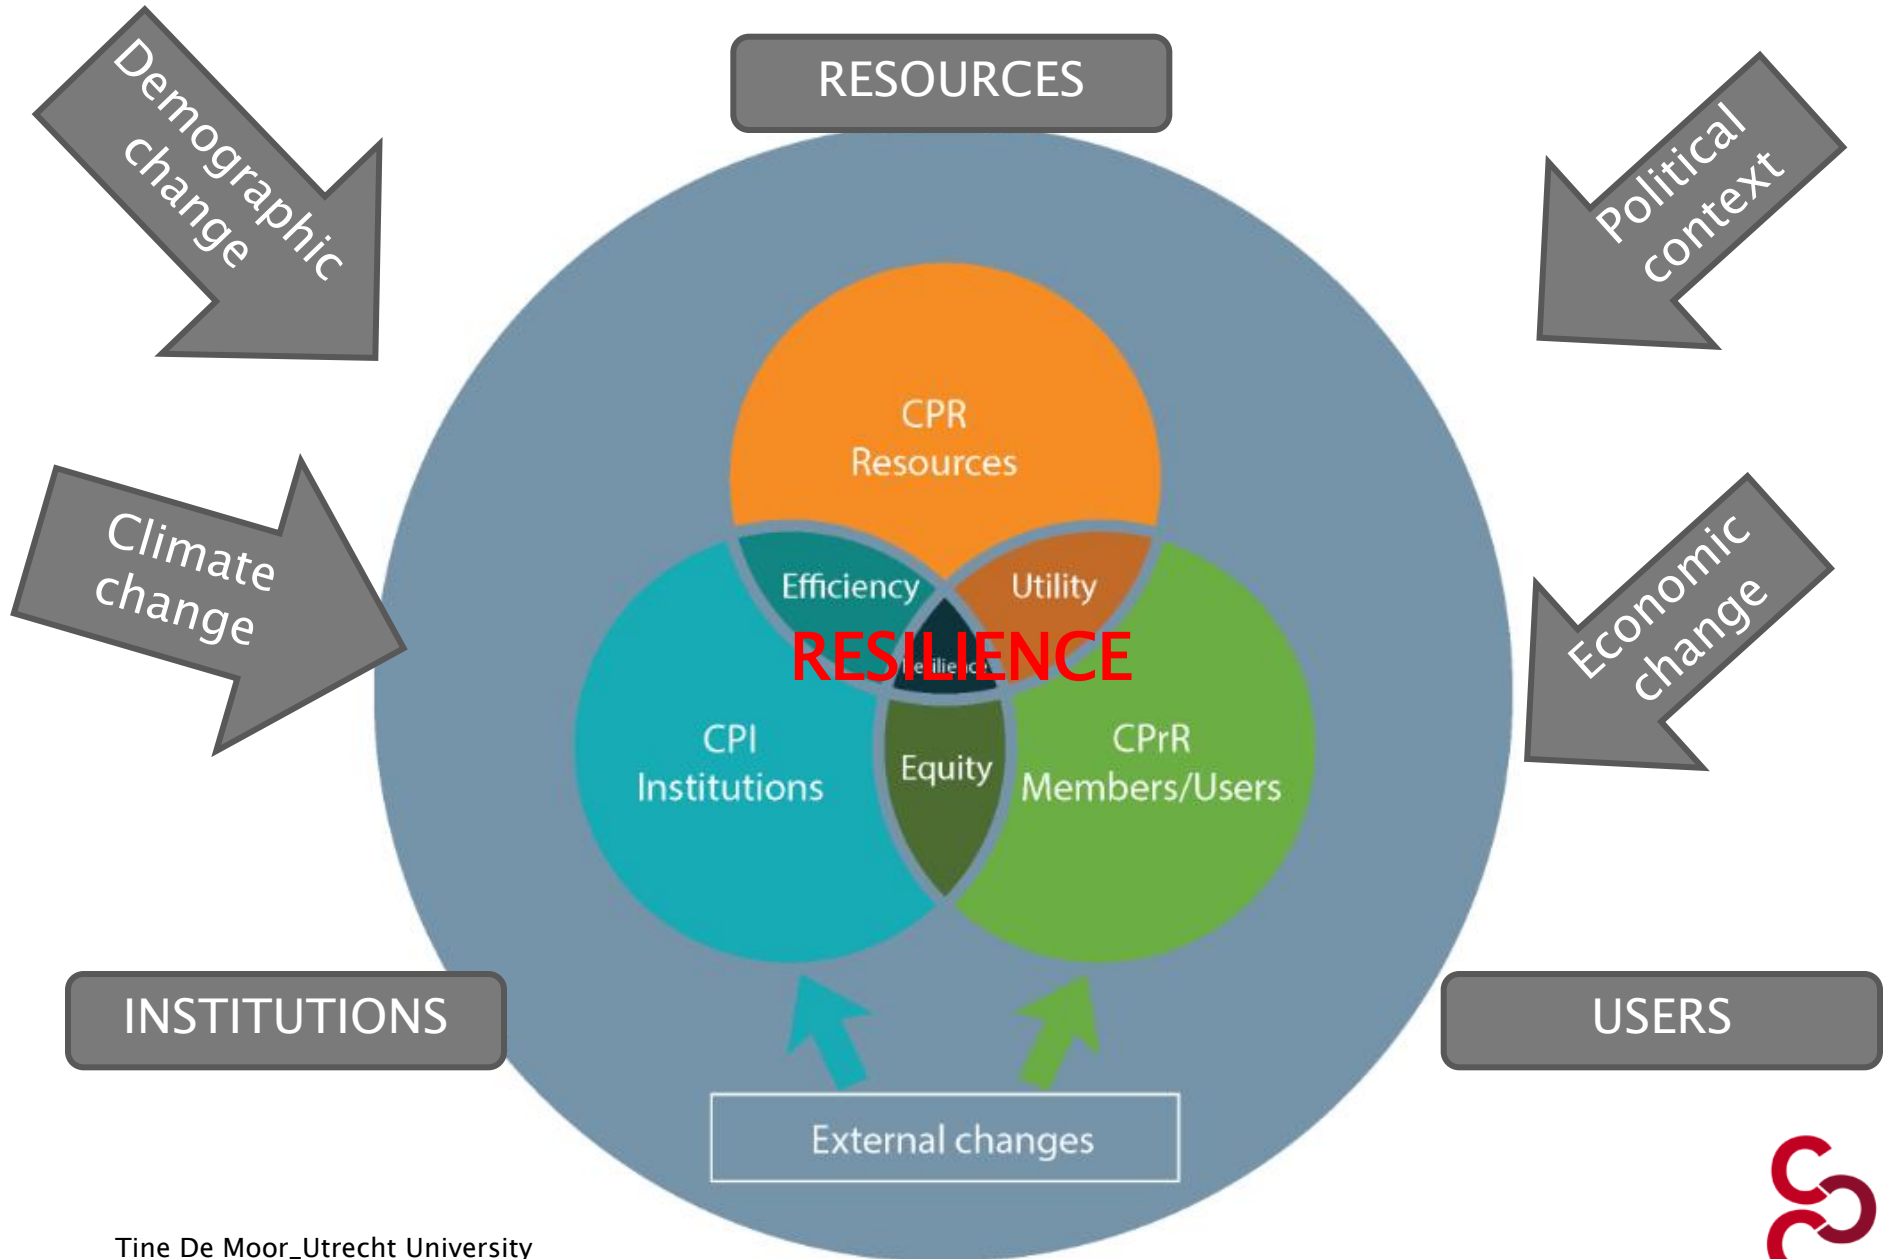 RESOURCES
Demographic
change
Political
context
CPR
Resources
Climate
change
Economic
change
Efficiency
Utility
RESILIENCE
Resilience
CPI
Institutions
Equity
CPrR
Members/Users
INSTITUTIONS
USERS
External changes
Tine De Moor_Utrecht University